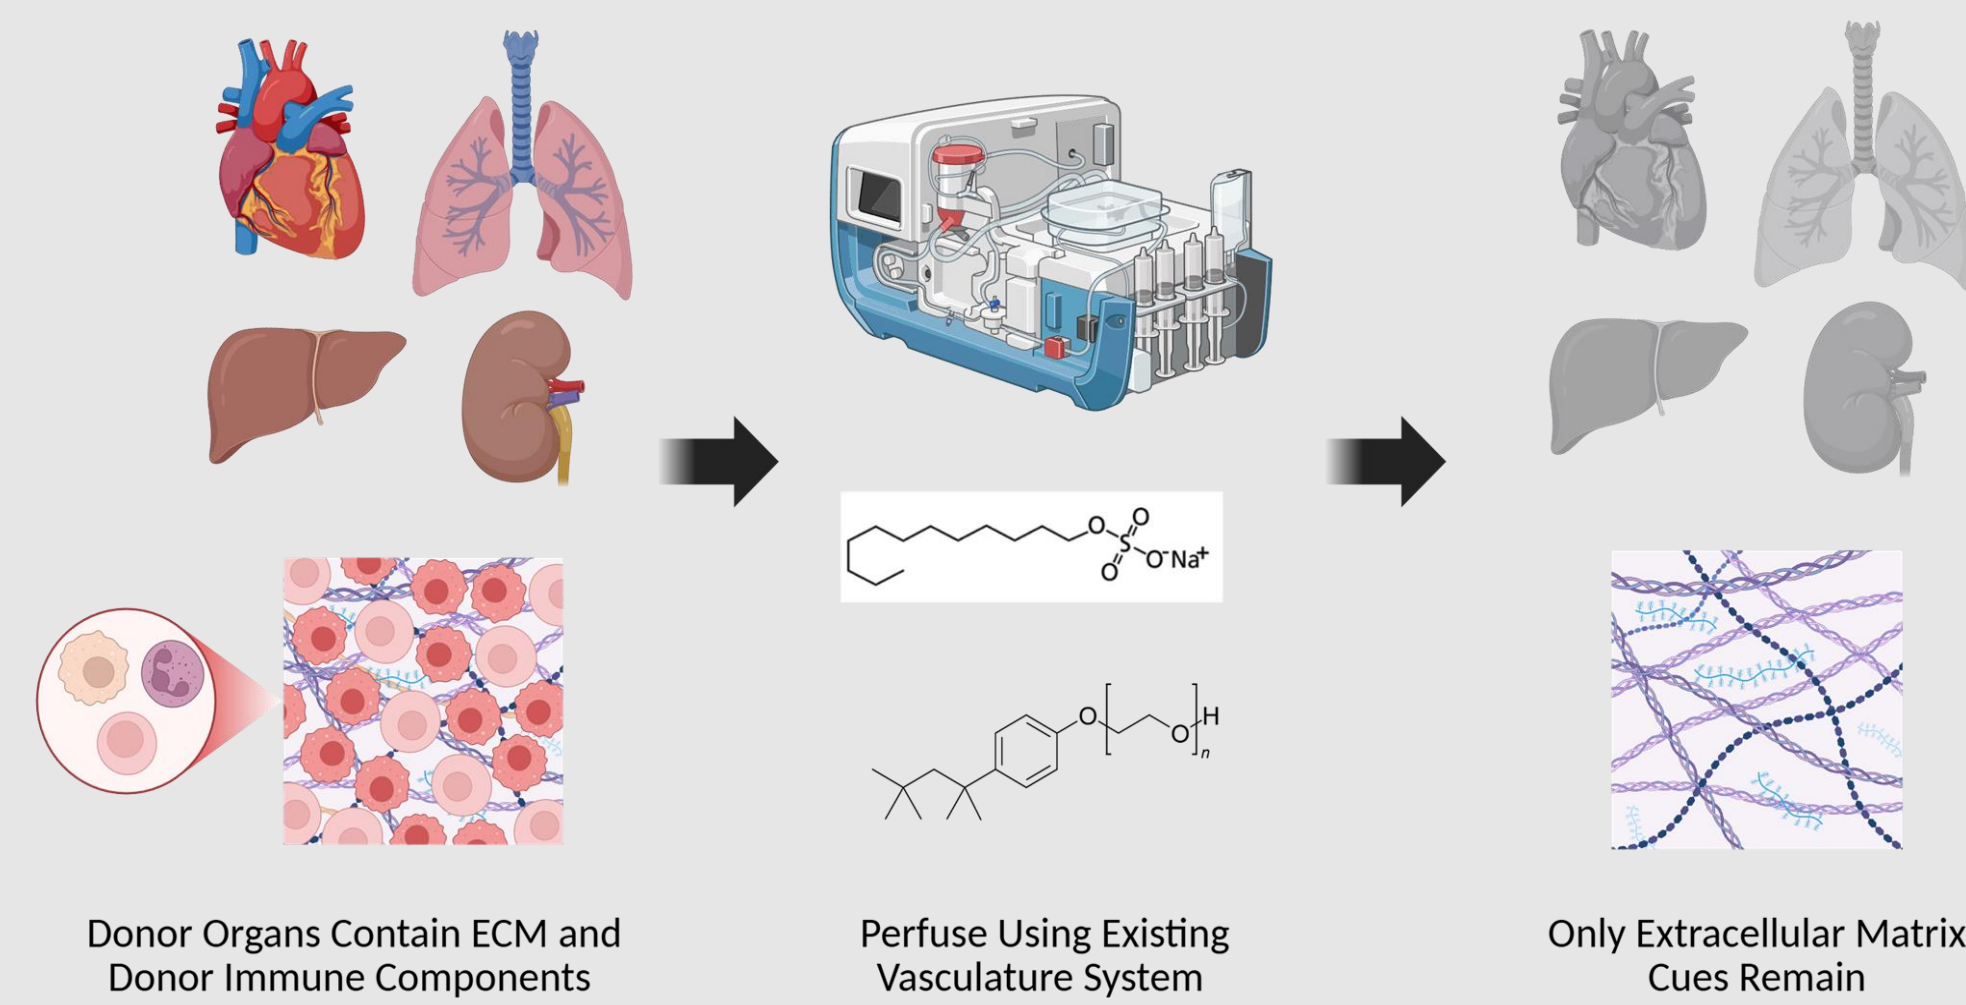 O
O
S
O⁻Na⁺
O
O
H
O
n
Donor Organs Contain ECM and
Donor Immune Components
Perfuse Using Existing
Vasculature System
Only Extracellular Matrix
Cues Remain